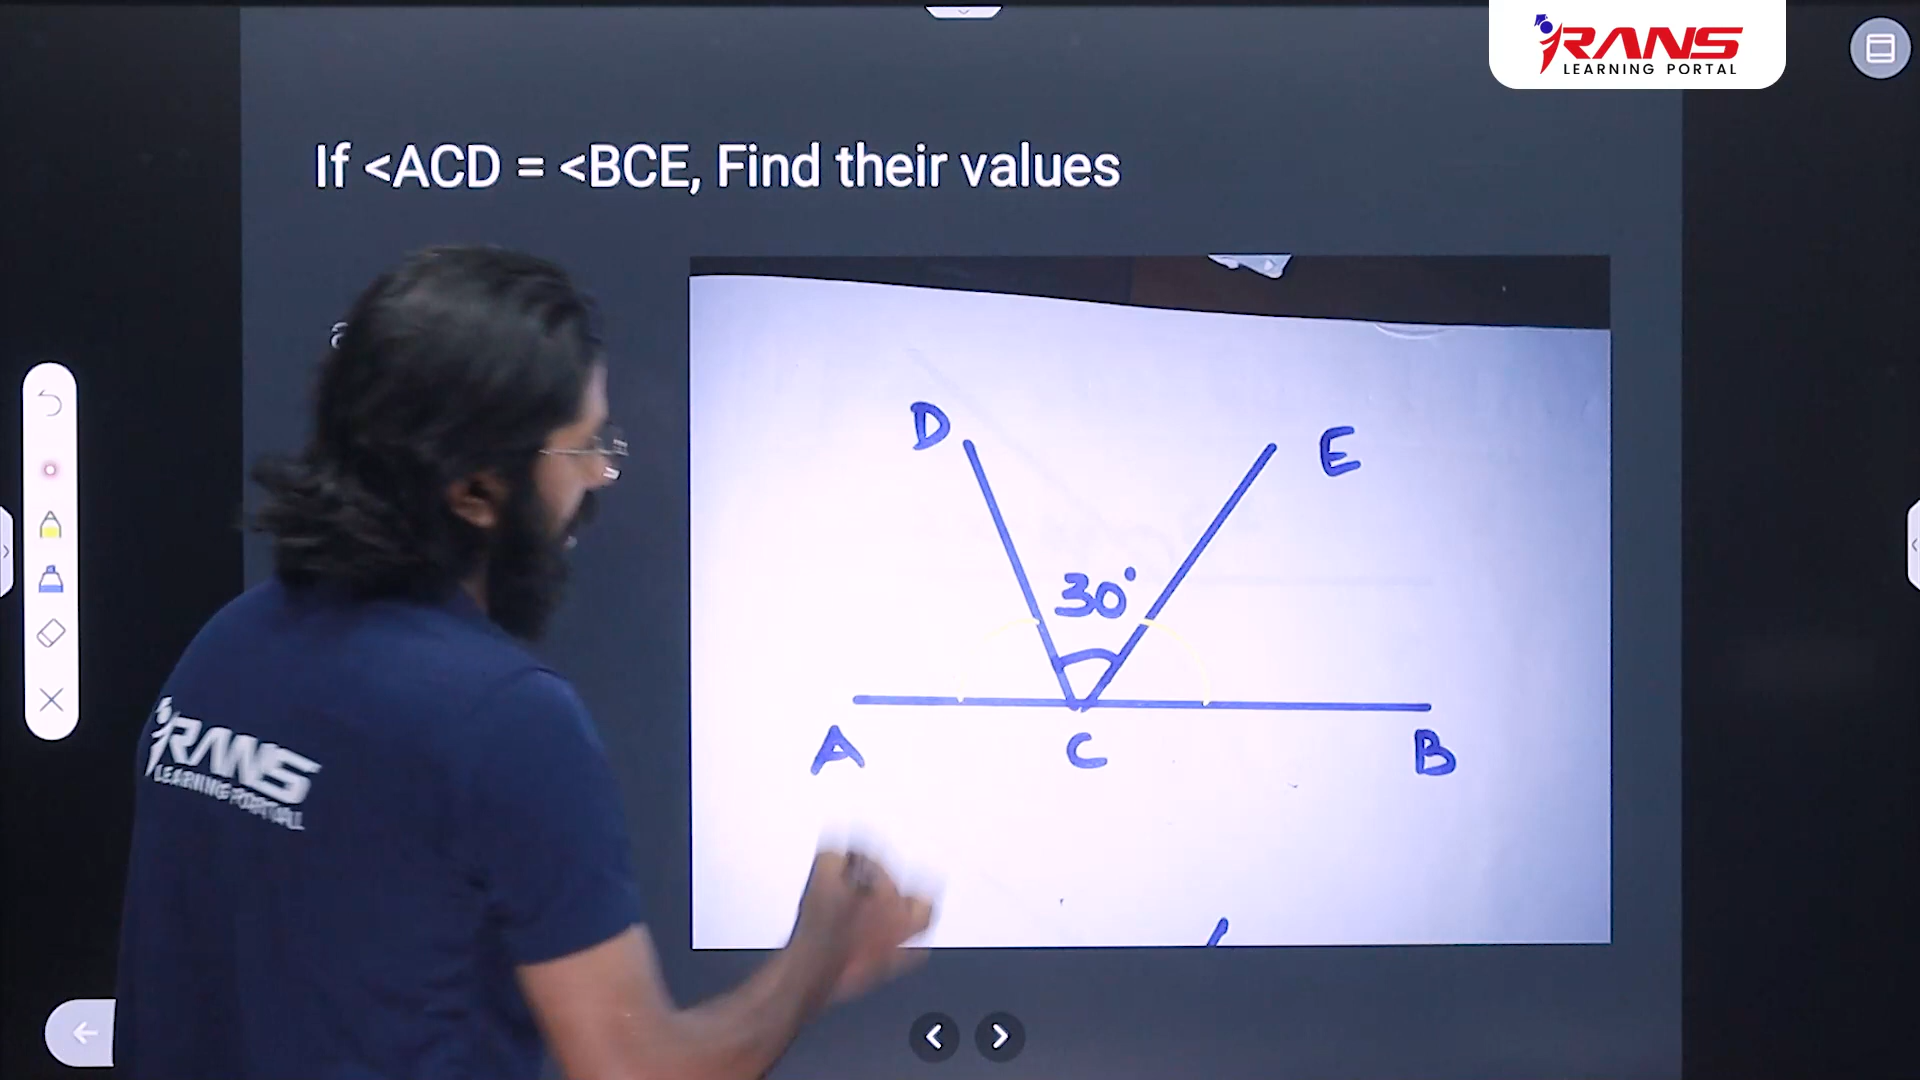 RANS
LEARNING PORTAL
If <ACD = <BCE, Find their values
D
E
30°
A
C
B
RANS
LEARNING PORTAL